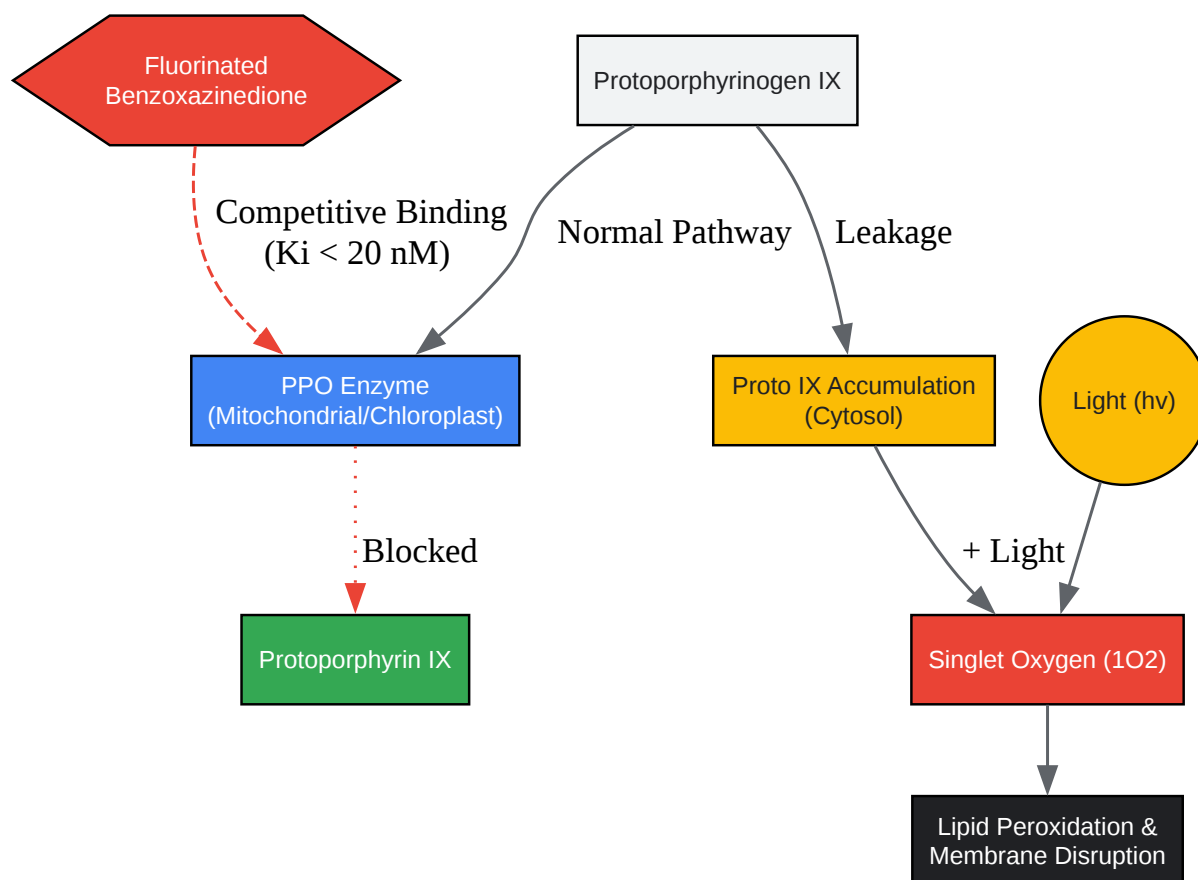 Fluorinated
Benzoxazinedione
Protoporphyrinogen IX
Competitive Binding
(Ki < 20 nM)
Normal Pathway
Leakage
PPO Enzyme
(Mitochondrial/Chloroplast)
Proto IX Accumulation
(Cytosol)
Light (hv)
Blocked
+ Light
Protoporphyrin IX
Singlet Oxygen (1O2)
Lipid Peroxidation &
Membrane Disruption